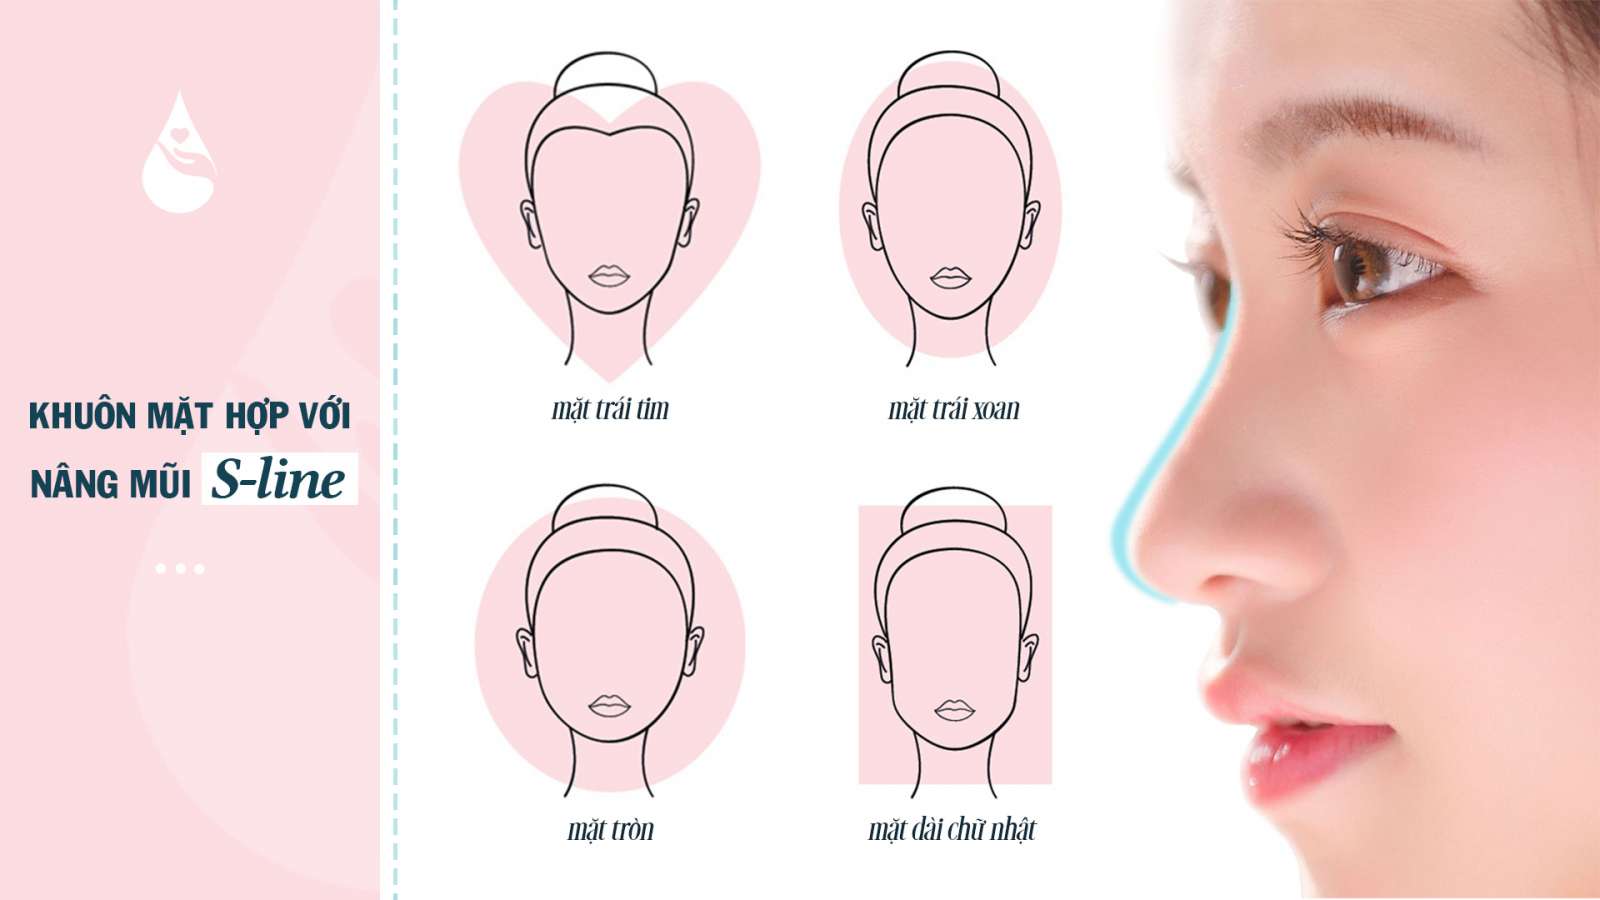 KHUÔN MẶT HỢP VỚI
NÂNG MŨI S-line
mặt trái tim
mặt trái xoan
mặt tròn
mặt dài chữ nhật